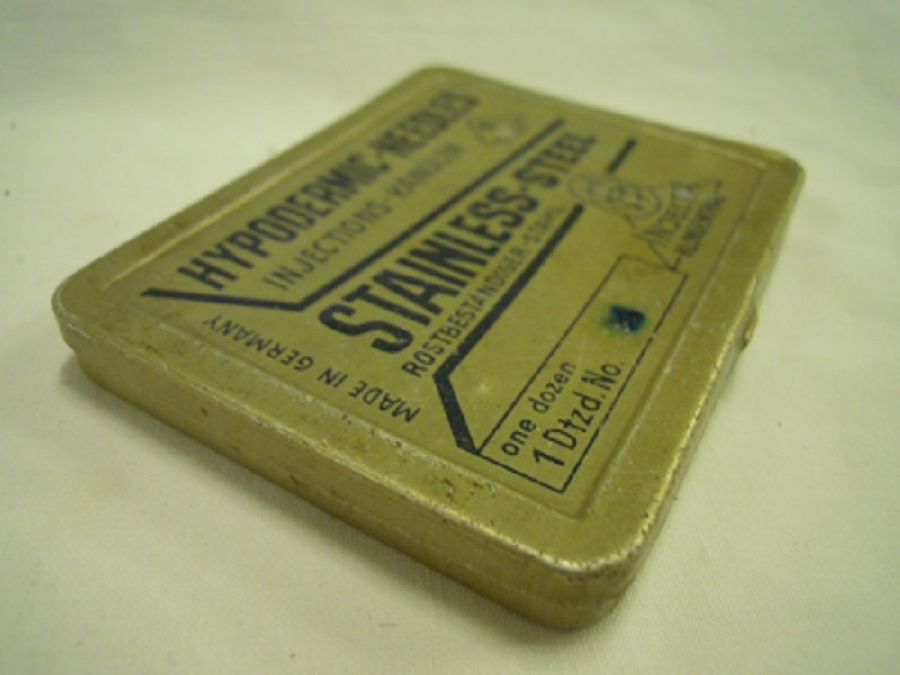 HYPODERMIC-NEEDLES
INJECTIONS-KANÜLEN
STAINLESS-STEEL
ROSTBESTÄNDIGER-STAHL
MADE IN GERMANY
one dozen
1 Dtzd. No.